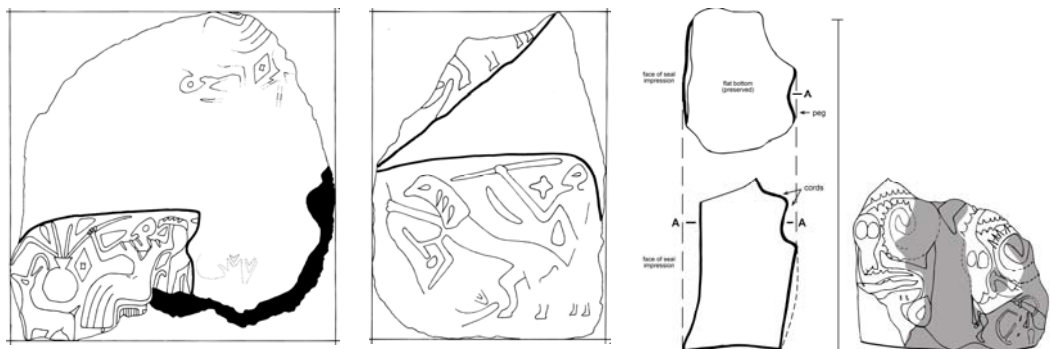 face of seal
impression
flat bottom
(preserved)
A
peg
cords
A
A
face of seal
impression